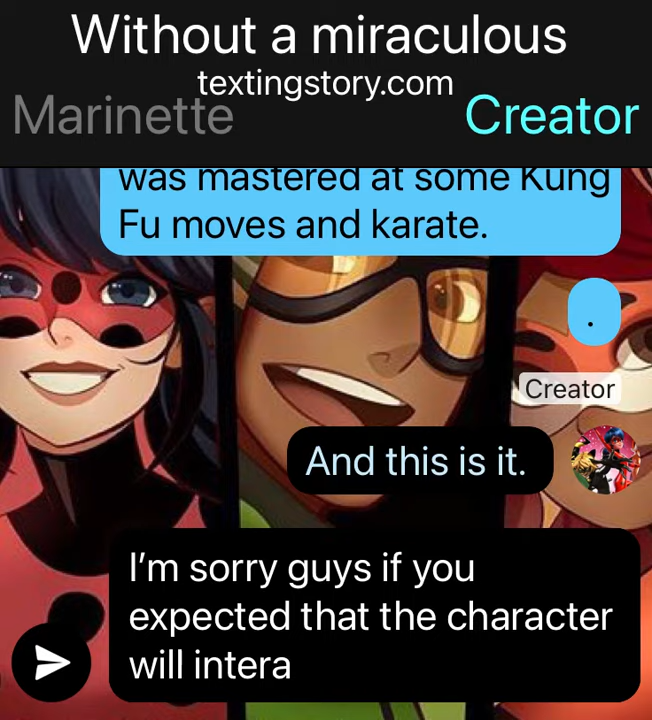 Without a miraculous
textingstory.com
Marinette
Creator
was mastered at some Kung
Fu moves and karate.
.
Creator
And this is it.
I'm sorry guys if you
expected that the character
will intera